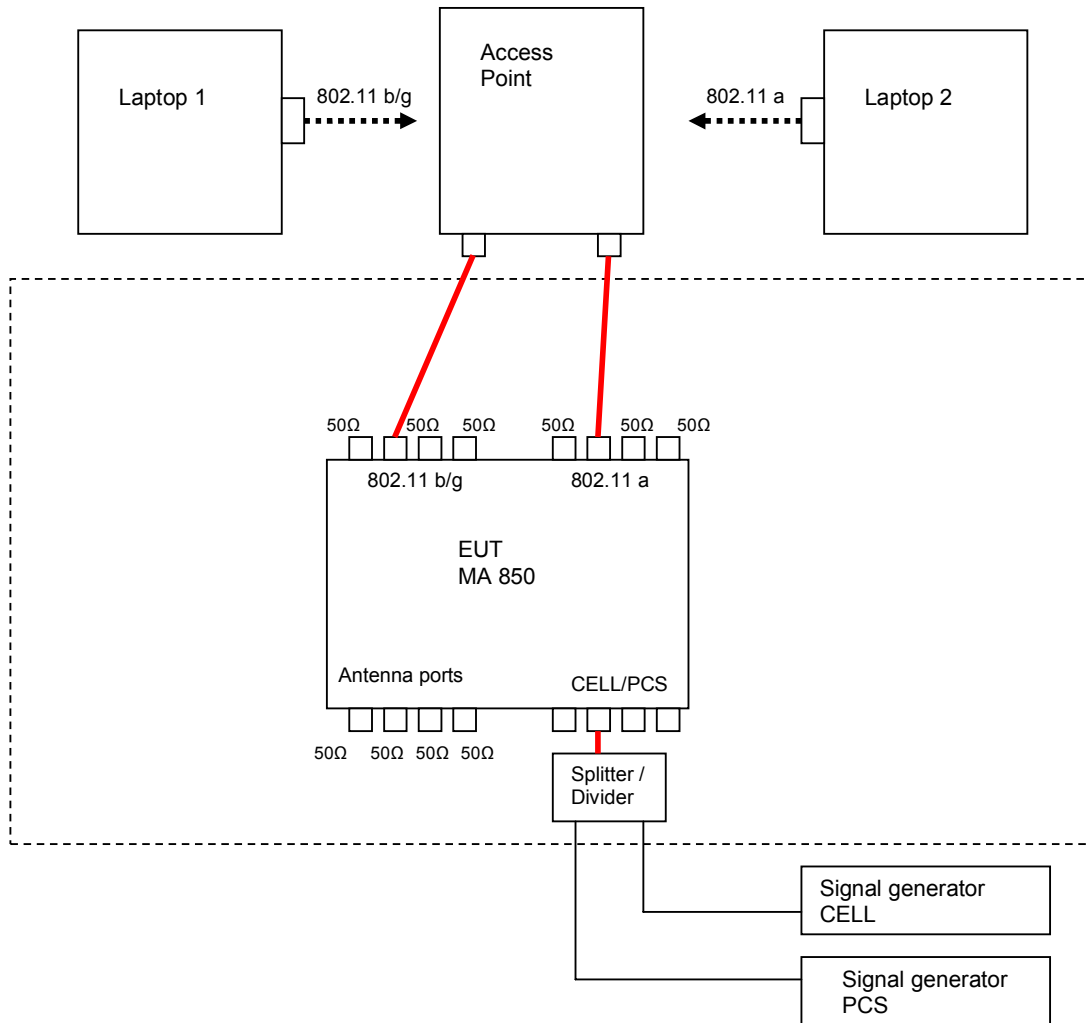 Laptop 1
802.11 b/g
Access
Point
802.11 a
Laptop 2
50Ω
50Ω
50Ω
50Ω
50Ω
50Ω
802.11 b/g
802.11 a
EUT
MA 850
Antenna ports
CELL/PCS
50Ω
50Ω
50Ω
50Ω
Splitter /
Divider
Signal generator
CELL
Signal generator
PCS